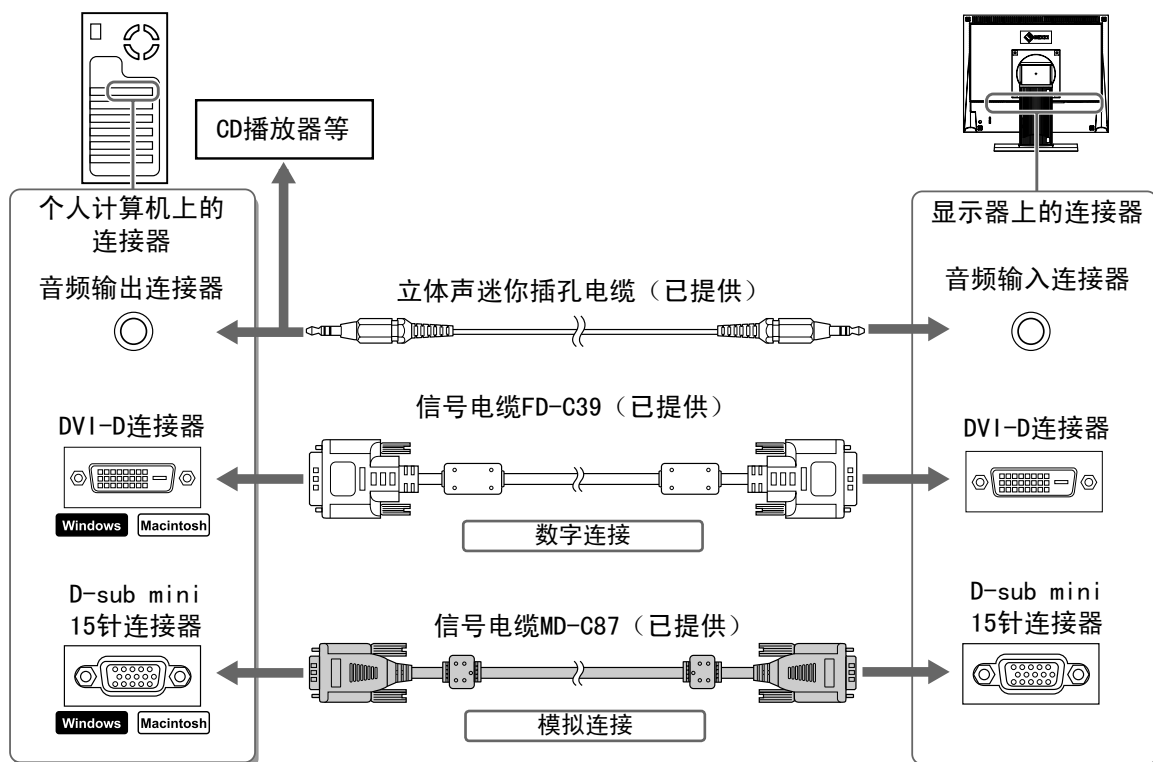 CD播放器等
个人计算机上的
连接器
显示器上的连接器
音频输出连接器
立体声迷你插孔电缆（已提供）
音频输入连接器
DVI-D连接器
信号电缆FD-C39（已提供）
DVI-D连接器
Windows Macintosh
数字连接
D-sub mini
15针连接器
信号电缆MD-C87（已提供）
D-sub mini
15针连接器
Windows Macintosh
模拟连接